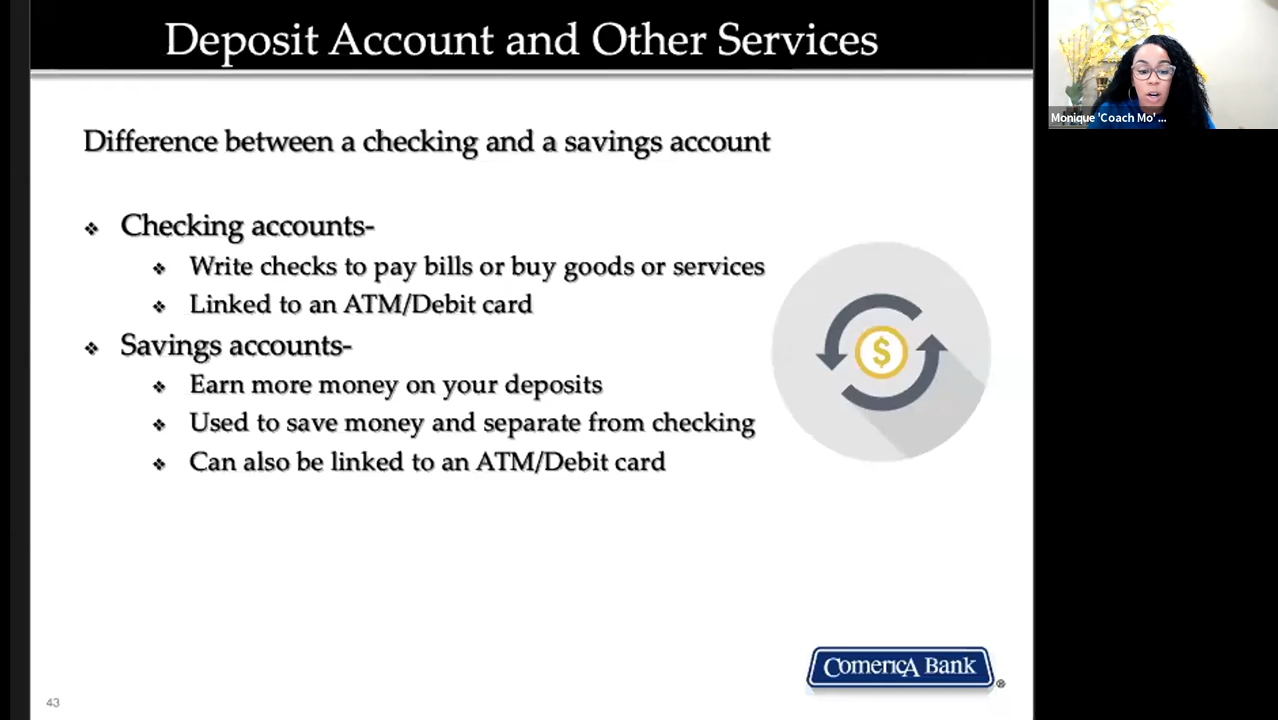 Deposit Account and Other Services
Monique 'Coach Mo' ...
Difference between a checking and a savings account
❖ Checking accounts-
❖ Write checks to pay bills or buy goods or services
❖ Linked to an ATM/Debit card
❖ Savings accounts-
❖ Earn more money on your deposits
❖ Used to save money and separate from checking
❖ Can also be linked to an ATM/Debit card
$
ComericA Bank ®
43